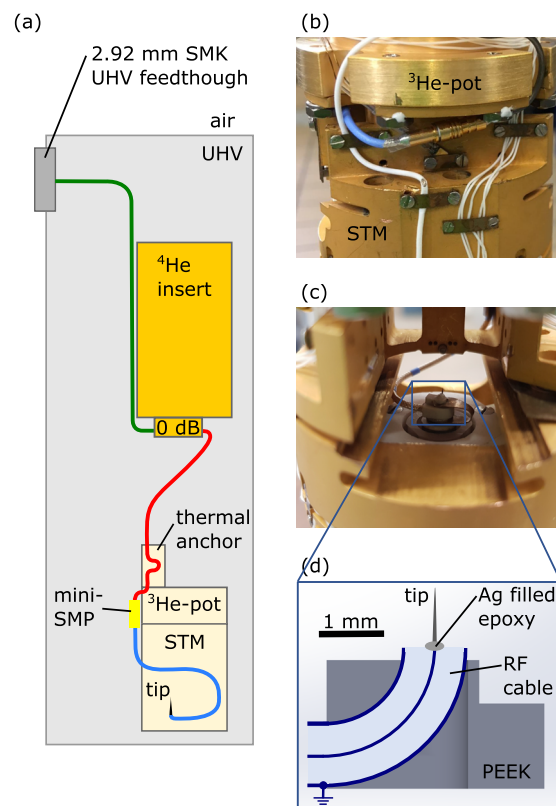 (a)
2.92 mm SMK
UHV feedthough
air
UHV
⁴He
insert
0 dB
thermal
anchor
mini-
SMP
³He-pot
STM
tip
(b)
³He-pot
STM
(c)
(d)
tip
Ag filled
epoxy
1 mm
RF
cable
PEEK